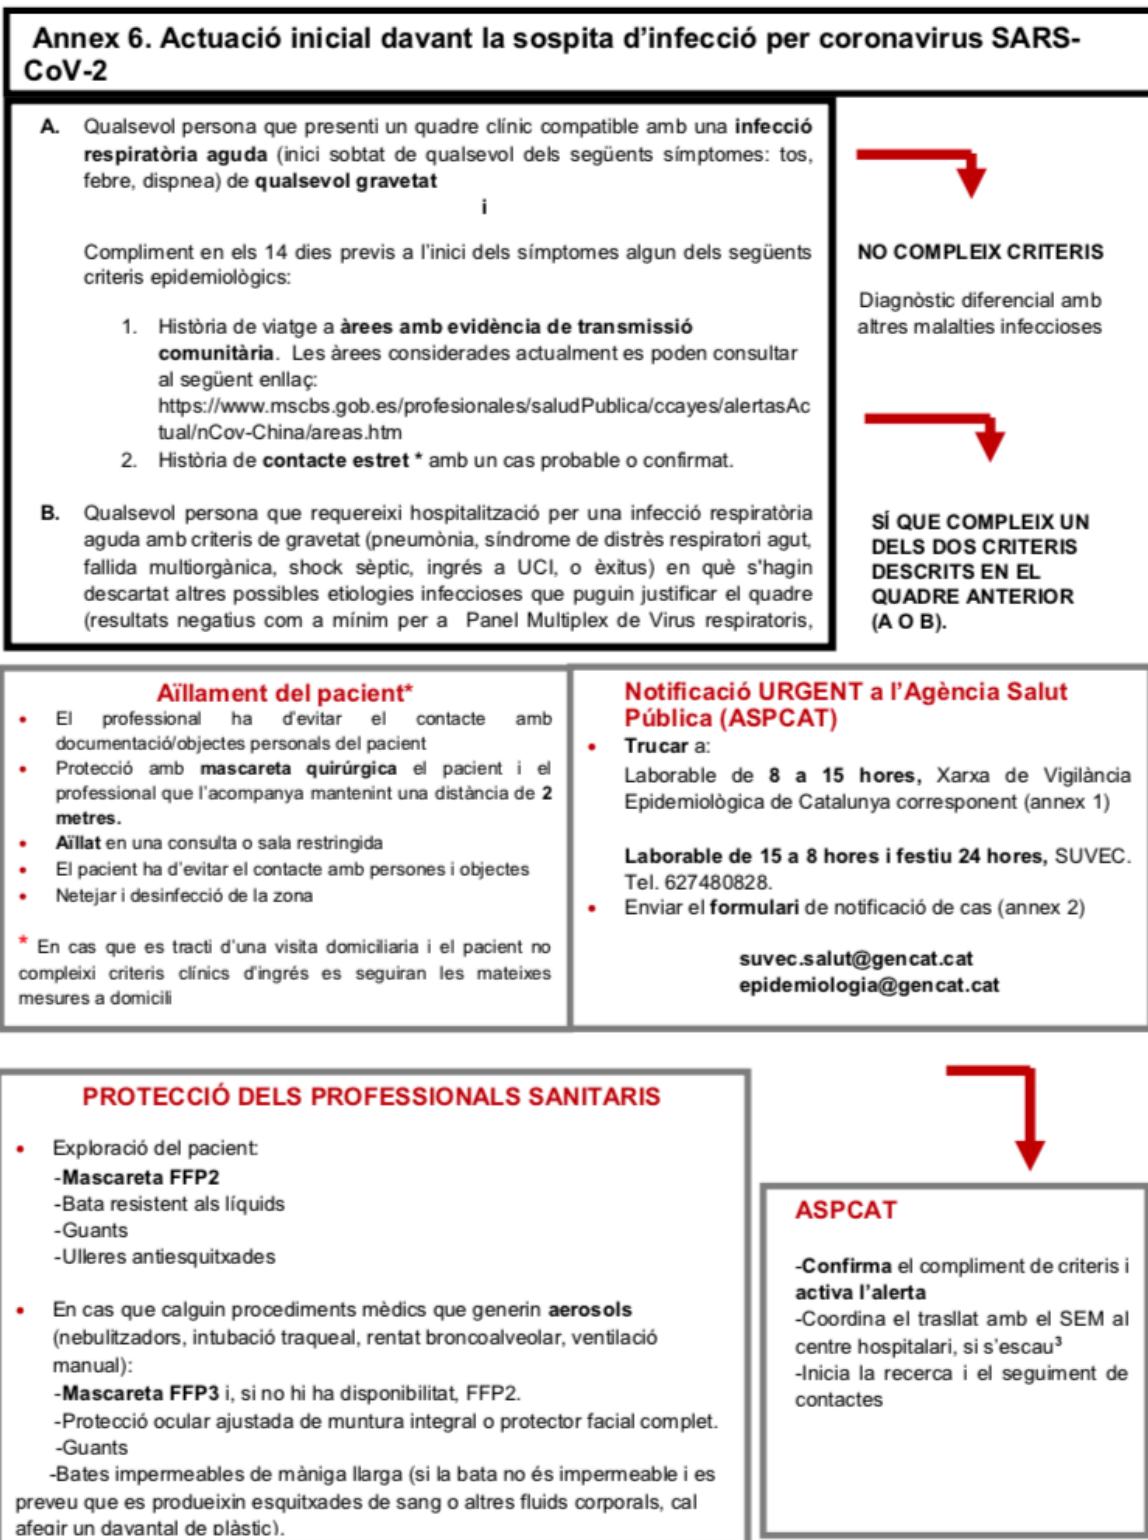 Annex 6. Actuació inicial davant la sospita d'infecció per coronavirus SARS-
CoV-2
A. Qualsevol persona que presenti un quadre clínic compatible amb una infecció
respiratòria aguda (inici sobtat de qualsevol dels següents símptomes: tos,
febre, dispnea) de qualsevol gravetat
i
Compliment en els 14 dies previs a l'inici dels símptomes algun dels següents
criteris epidemiològics:
1. Història de viatge a àrees amb evidència de transmissió
comunitària. Les àrees considerades actualment es poden consultar
al següent enllaç:
https://www.mscbs.gob.es/profesionales/saludPublica/ccayes/alertasAc
tual/nCov-China/areas.htm
2. Història de contacte estret * amb un cas probable o confirmat.
B. Qualsevol persona que requereixi hospitalització per una infecció respiratòria
aguda amb criteris de gravetat (pneumònia, síndrome de distrès respiratori agut,
fallida multiorgànica, shock sèptic, ingrés a UCI, o èxitus) en què s'hagin
descartat altres possibles etiologies infeccioses que puguin justificar el quadre
(resultats negatius com a mínim per a Panel Multiplex de Virus respiratoris,
NO COMPLEIX CRITERIS
Diagnòstic diferencial amb
altres malalties infeccioses
SÍ QUE COMPLEIX UN
DELS DOS CRITERIS
DESCRITS EN EL
QUADRE ANTERIOR
(A O B).
Aïllament del pacient*
• El professional ha d'evitar el contacte amb
documentació/objectes personals del pacient
• Protecció amb mascareta quirúrgica el pacient i el
professional que l'acompanya mantenint una distància de 2
metres.
• Aïllat en una consulta o sala restringida
• El pacient ha d'evitar el contacte amb persones i objectes
• Netejar i desinfecció de la zona
* En cas que es tracti d'una visita domiciliaria i el pacient no
compleixi criteris clínics d'ingrés es seguiran les mateixes
mesures a domicili
Notificació URGENT a l'Agència Salut
Pública (ASPCAT)
• Trucar a:
Laborable de 8 a 15 hores, Xarxa de Vigilància
Epidemiològica de Catalunya corresponent (annex 1)
Laborable de 15 a 8 hores i festiu 24 hores, SUVEC.
Tel. 627480828.
• Enviar el formulari de notificació de cas (annex 2)
suvec.salut@gencat.cat
epidemiologia@gencat.cat
PROTECCIÓ DELS PROFESSIONALS SANITARIS
• Exploració del pacient:
-Mascareta FFP2
-Bata resistent als líquids
-Guants
-Ulleres antiesquitxades
• En cas que calguin procediments mèdics que generin aerosols
(nebulitzadors, intubació traqueal, rentat broncoalveolar, ventilació
manual):
-Mascareta FFP3 i, si no hi ha disponibilitat, FFP2.
-Protecció ocular ajustada de muntura integral o protector facial complet.
-Guants
-Bates impermeables de màniga llarga (si la bata no és impermeable i es
preveu que es produeixin esquitxades de sang o altres fluids corporals, cal
afegir un davantal de plàstic).
ASPCAT
-Confirma el compliment de criteris i
activa l'alerta
-Coordina el trasllat amb el SEM al
centre hospitalari, si s'escau³
-Inicia la recerca i el seguiment de
contactes